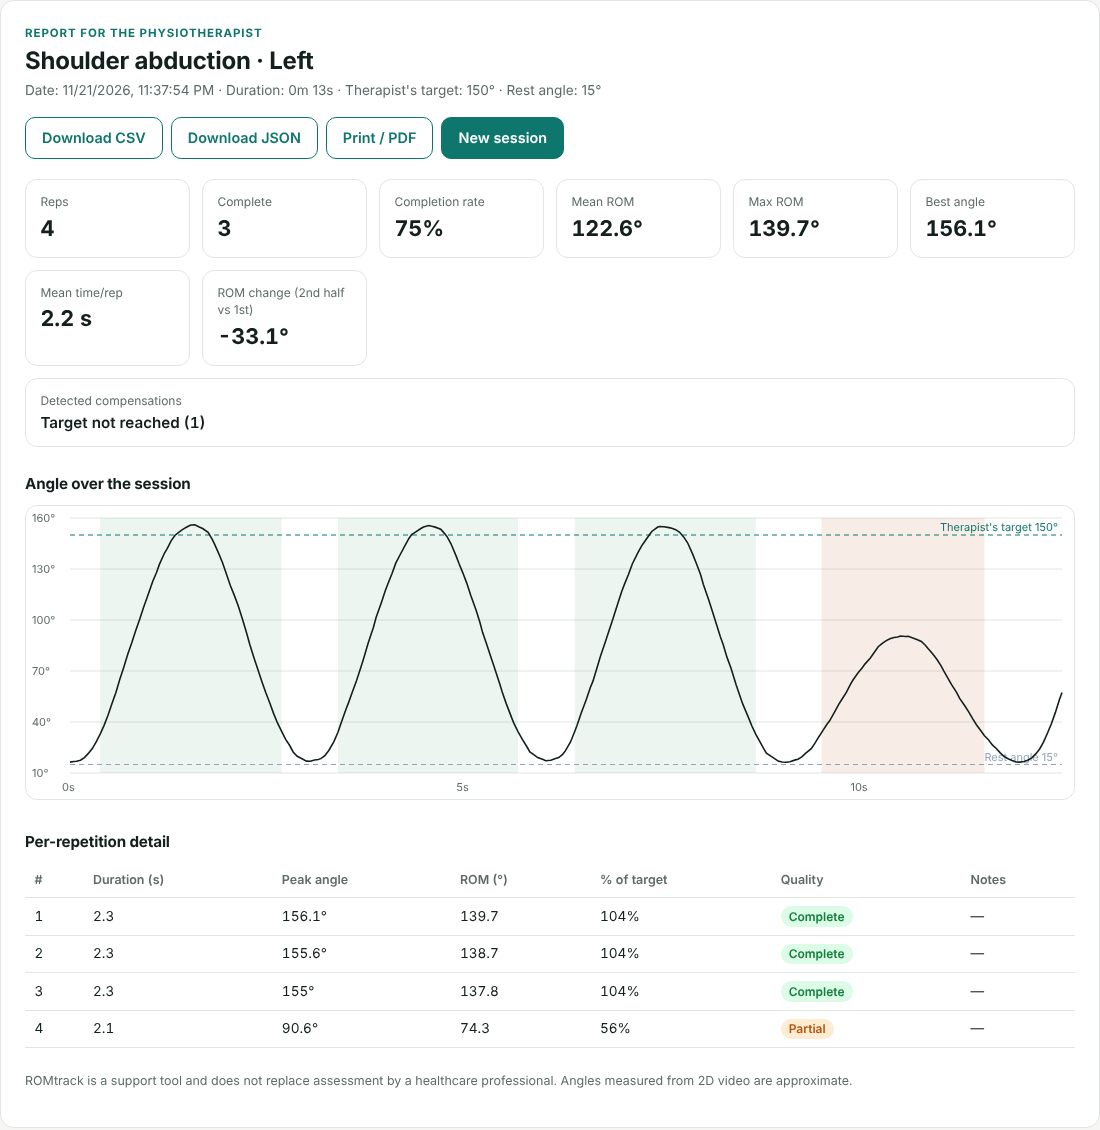 REPORT FOR THE PHYSIOTHERAPIST
Shoulder abduction · Left
Date: 11/21/2026, 11:37:54 PM · Duration: 0m 13s · Therapist's target: 150° · Rest angle: 15°
Download CSV Download JSON Print / PDF New session
Reps Complete Completion rate Mean ROM Max ROM Best angle
4 3 75% 122.6° 139.7° 156.1°
Mean time/rep
2.2 s
ROM change (2nd half
vs 1st)
-33.1°
Detected compensations
Target not reached (1)
Angle over the session
160°
Therapist's target 150°
130°
100°
70°
40°
Rest angle 15°
10°
0s 5s 10s
Per-repetition detail
# Duration (s) Peak angle ROM (°) % of target Quality Notes
1 2.3 156.1° 139.7 104% Complete —
2 2.3 155.6° 138.7 104% Complete —
3 2.3 155° 137.8 104% Complete —
4 2.1 90.6° 74.3 56% Partial —
ROMtrack is a support tool and does not replace assessment by a healthcare professional. Angles measured from 2D video are approximate.